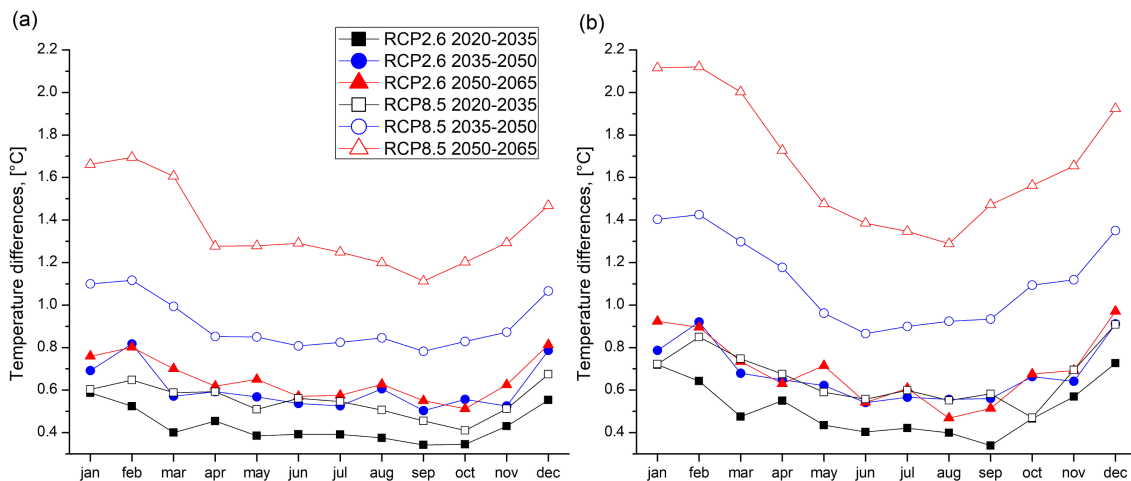 (a)
(b)
RCP2.6 2020-2035
RCP2.6 2035-2050
RCP2.6 2050-2065
RCP8.5 2020-2035
RCP8.5 2035-2050
RCP8.5 2050-2065
Temperature differences, [°C]
2.2
2.0
1.8
1.6
1.4
1.2
1.0
0.8
0.6
0.4
jan feb mar apr may jun jul aug sep oct nov dec
Temperature differences, [°C]
2.2
2.0
1.8
1.6
1.4
1.2
1.0
0.8
0.6
0.4
jan feb mar apr may jun jul aug sep oct nov dec